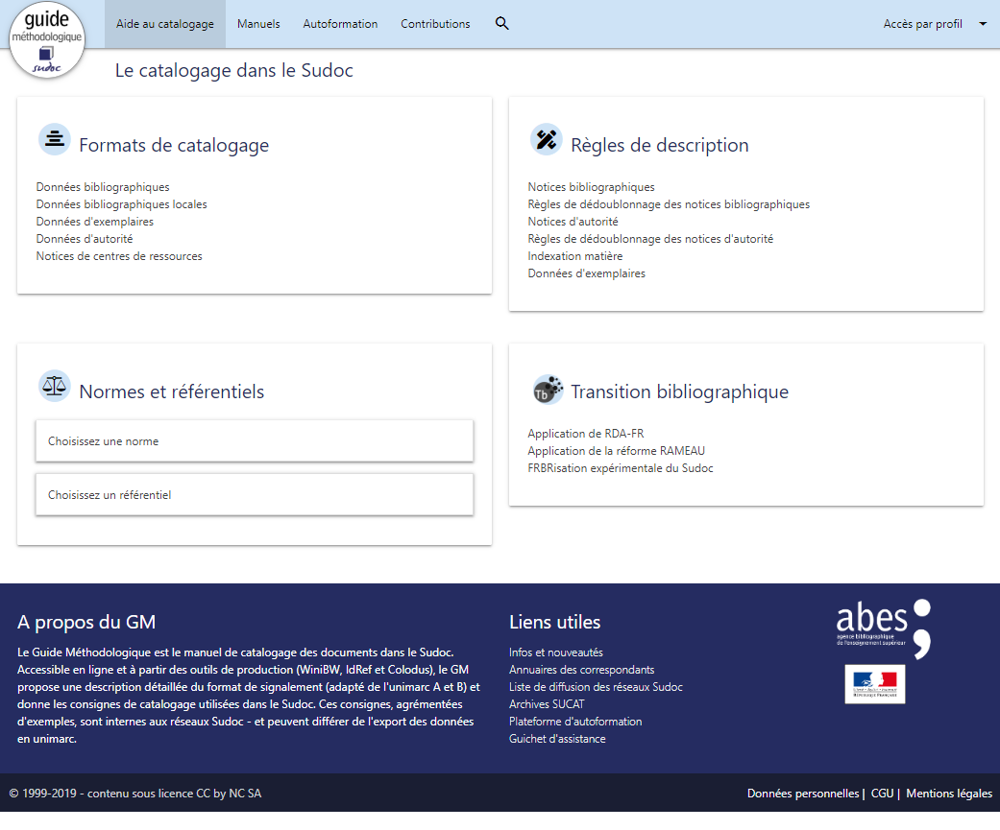 guide
méthodologique
sudoc
Aide au catalogage
Manuels
Autoformation
Contributions
Accès par profil
Le catalogage dans le Sudoc
Formats de catalogage
Données bibliographiques
Données bibliographiques locales
Données d'exemplaires
Données d'autorité
Notices de centres de ressources
Règles de description
Notices bibliographiques
Règles de dédoublonnage des notices bibliographiques
Notices d'autorité
Règles de dédoublonnage des notices d'autorité
Indexation matière
Données d'exemplaires
Normes et référentiels
Choisissez une norme
Choisissez un référentiel
Tb
Transition bibliographique
Application de RDA-FR
Application de la réforme RAMEAU
FRBRisation expérimentale du Sudoc
A propos du GM
Le Guide Méthodologique est le manuel de catalogage des documents dans le Sudoc.
Accessible en ligne et à partir des outils de production (WiniBW, IdRef et Colodus), le GM
propose une description détaillée du format de signalement (adapté de l'unimarc A et B) et
donne les consignes de catalogage utilisées dans le Sudoc. Ces consignes, agrémentées
d'exemples, sont internes aux réseaux Sudoc - et peuvent différer de l'export des données
en unimarc.
Liens utiles
Infos et nouveautés
Annuaires des correspondants
Liste de diffusion des réseaux Sudoc
Archives SUCAT
Plateforme d'autoformation
Guichet d'assistance
abes
agence bibliographique
de l'enseignement supérieur
RÉPUBLIQUE FRANÇAISE
© 1999-2019 - contenu sous licence CC by NC SA
Données personnelles | CGU | Mentions légales